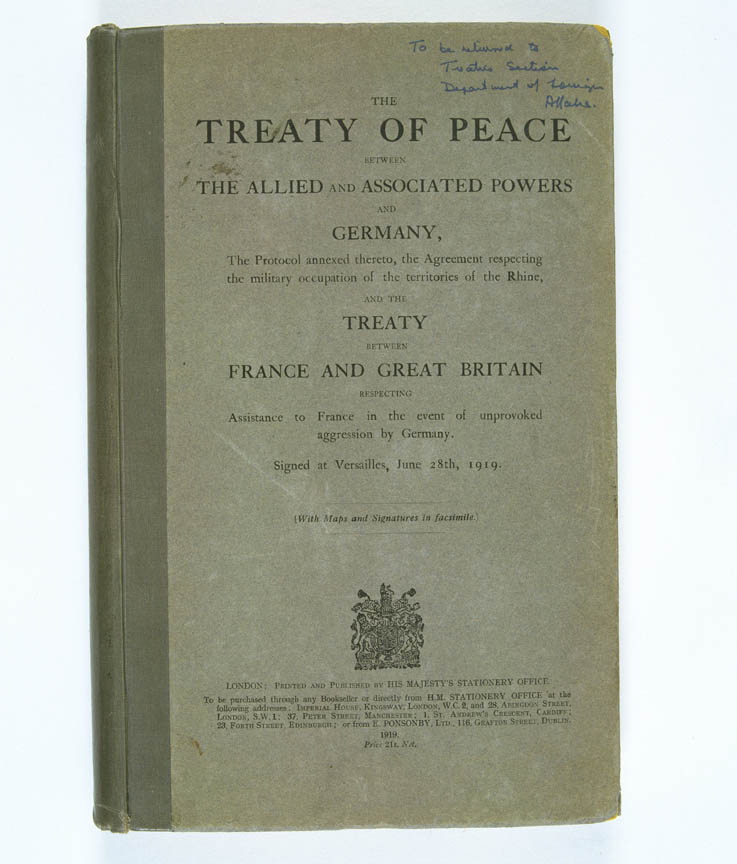 To be returned to
Treaties Section
Department of Foreign
Affairs.
THE
TREATY OF PEACE
BETWEEN
THE ALLIED AND ASSOCIATED POWERS
AND
GERMANY,
The Protocol annexed thereto, the Agreement respecting
the military occupation of the territories of the Rhine,
AND THE
TREATY
BETWEEN
FRANCE AND GREAT BRITAIN
RESPECTING
Assistance to France in the event of unprovoked
aggression by Germany.
Signed at Versailles, June 28th, 1919.
(With Maps and Signatures in facsimile.)
LONDON: PRINTED AND PUBLISHED BY HIS MAJESTY'S STATIONERY OFFICE.
To be purchased through any Bookseller or directly from H.M. STATIONERY OFFICE at the
following addresses: IMPERIAL HOUSE, KINGSWAY, LONDON, W.C. 2, and 28, ABINGDON STREET,
LONDON, S.W. 1; 37, PETER STREET, MANCHESTER; 1, ST. ANDREW'S CRESCENT, CARDIFF;
23, FORTH STREET, EDINBURGH; or from E. PONSONBY, LTD., 116, GRAFTON STREET, DUBLIN.
1919.
Price 21s. Net.